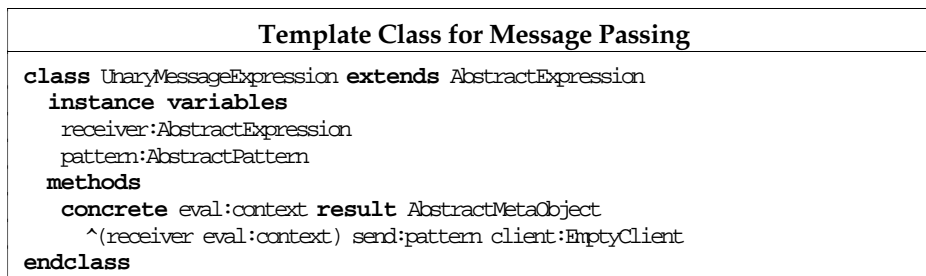 Template Class for Message Passing
class UnaryMessageExpression extends AbstractExpression
instance variables
receiver:AbstractExpression
pattern:AbstractPattern
methods
concrete eval:context result AbstractMetaObject
^(receiver eval:context) send:pattern client:EmptyClient
endclass